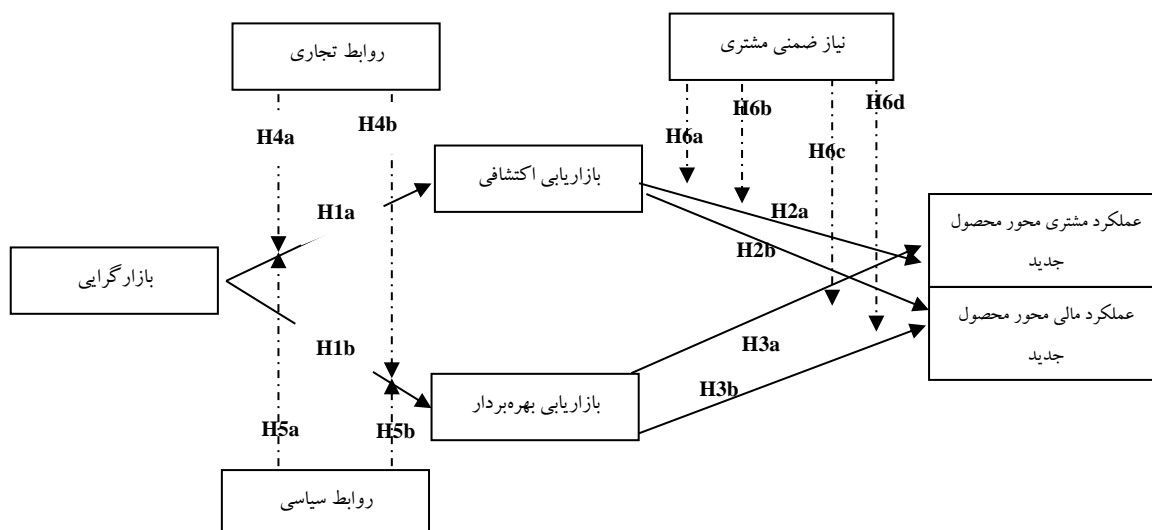 روابط تجاری
نیاز ضمنی مشتری
H4a
H4b
H6a
H6b
H6c
H6d
بازاریابی اکتشافی
H1a
H2a
H2b
عملکرد مشتری محور محصول
جدید
بازارگرایی
عملکرد مالی محور محصول
جدید
H1b
H3a
H3b
بازاریابی بهره‌بردار
H5a
H5b
روابط سیاسی